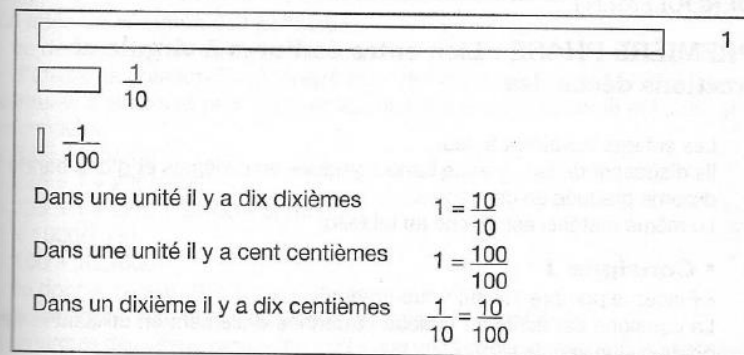 1
1/10
1/100
Dans une unité il y a dix dixièmes 1 = 10/10
Dans une unité il y a cent centièmes 1 = 100/100
Dans un dixième il y a dix centièmes 1/10 = 10/100